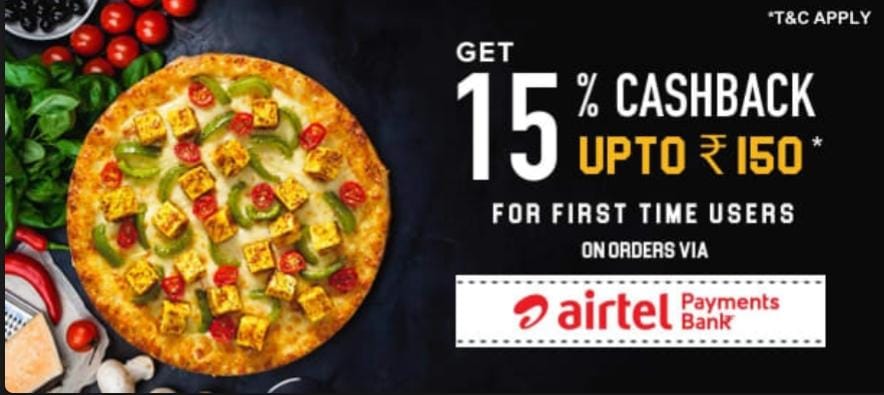 *T&C APPLY
GET
15% CASHBACK
UPTO ₹150*
FOR FIRST TIME USERS
ON ORDERS VIA
airtel Payments Bank